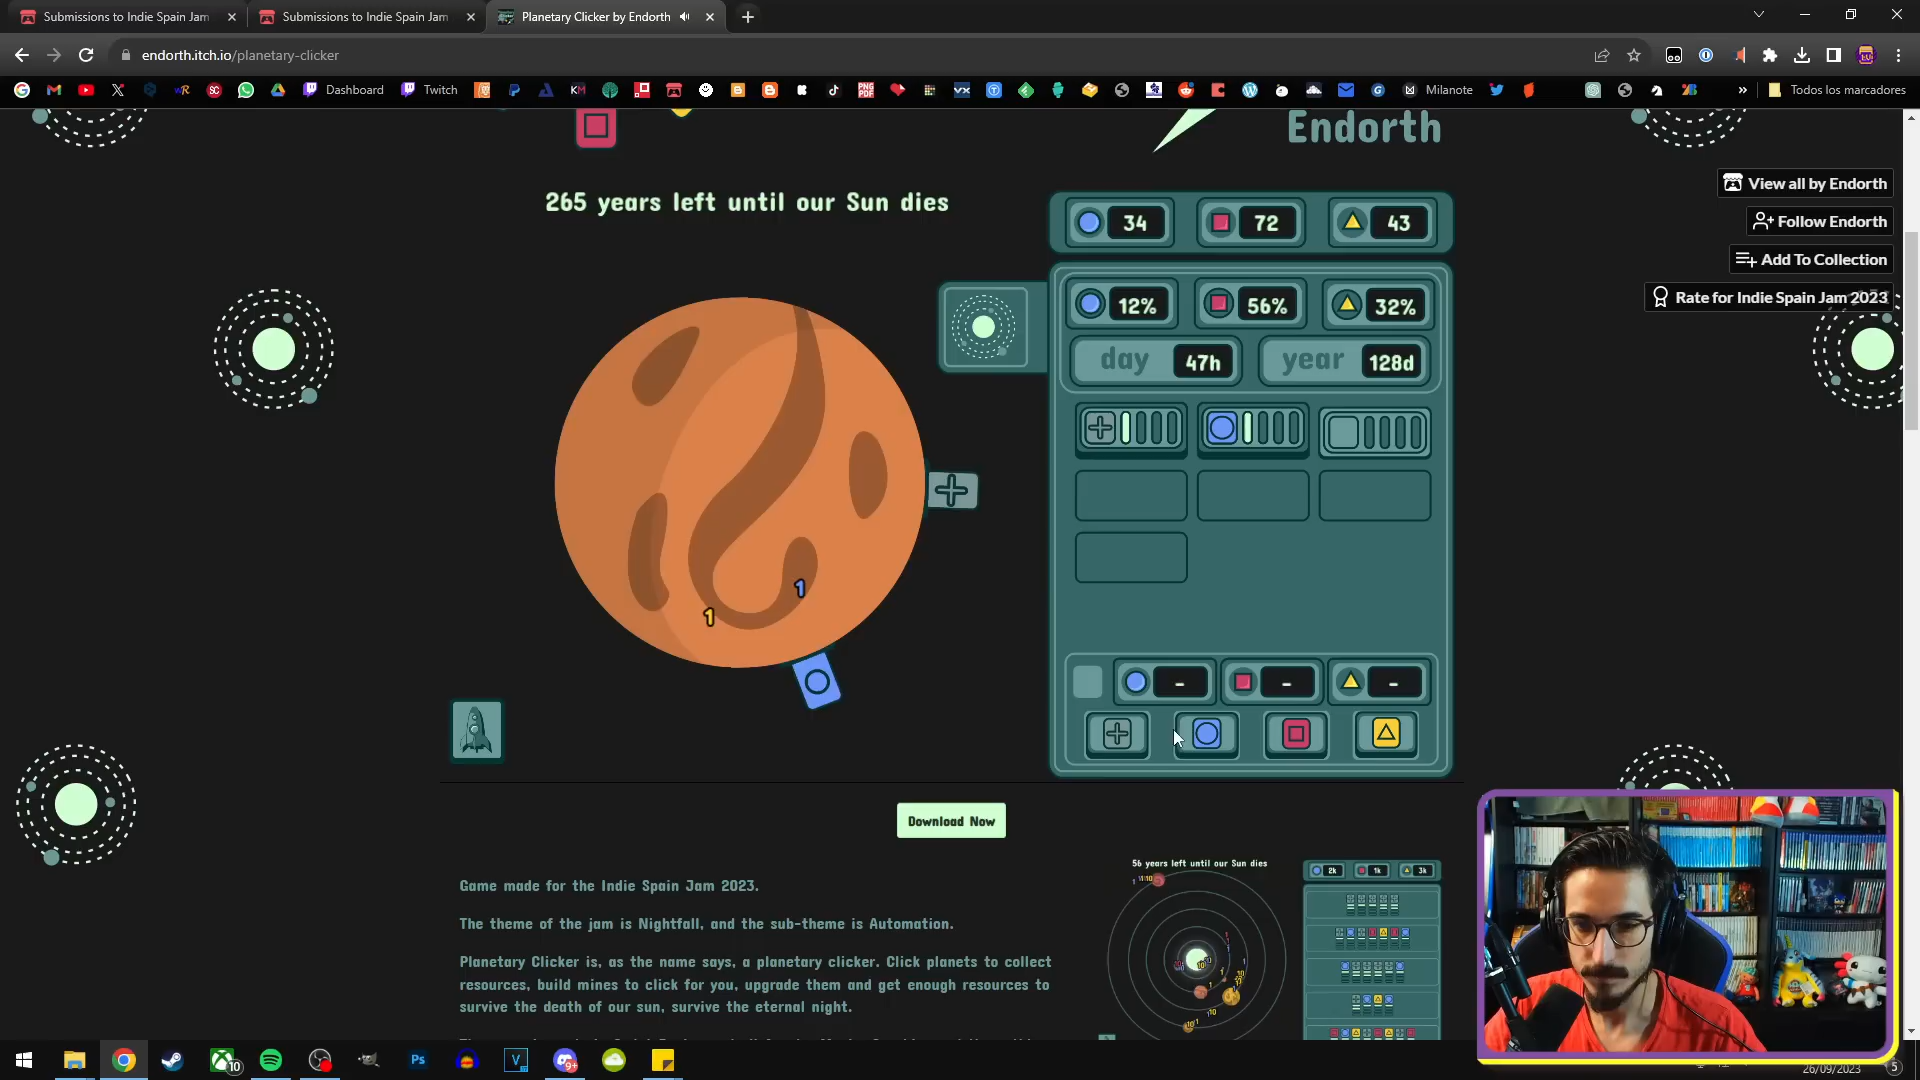 Submissions to Indie Spain Jam
Submissions to Indie Spain Jam
Planetary Clicker by Endorth
endorth.itch.io/planetary-clicker
Dashboard
Twitch
Milanote
Todos los marcadores
Endorth
View all by Endorth
Follow Endorth
Add To Collection
Rate for Indie Spain Jam 2023
265 years left until our Sun dies
34
72
43
12%
56%
32%
day 47h
year 128d
1
1
-
-
-
Download Now
Game made for the Indie Spain Jam 2023.
The theme of the jam is Nightfall, and the sub-theme is Automation.
Planetary Clicker is, as the name says, a planetary clicker. Click planets to collect
resources, build mines to click for you, upgrade them and get enough resources to
survive the death of our sun, survive the eternal night.
56 years left until our Sun dies
2k
1k
3k
10
9+
26/09/2023
5